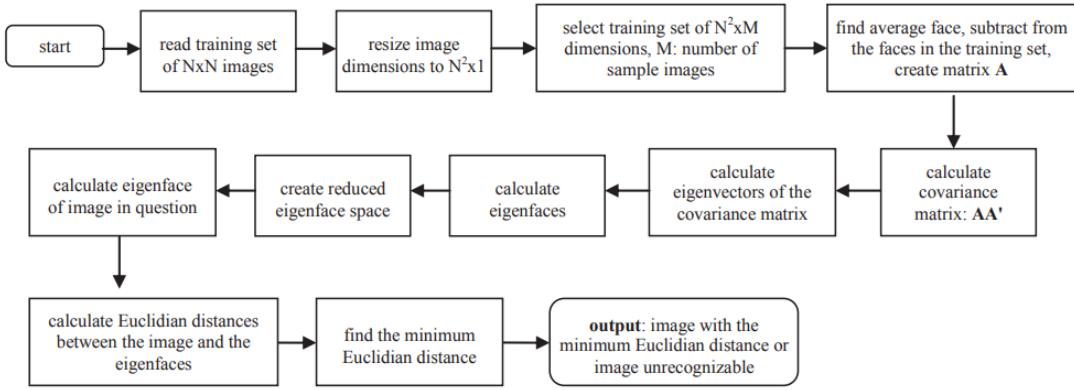 start
read training set
of NxN images
resize image
dimensions to N²x1
select training set of N²xM
dimensions, M: number of
sample images
find average face, subtract from
the faces in the training set,
create matrix A
calculate
covariance
matrix: AA'
calculate
eigenvectors of the
covariance matrix
calculate
eigenfaces
create reduced
eigenface space
calculate eigenface
of image in question
calculate Euclidian distances
between the image and the
eigenfaces
find the minimum
Euclidian distance
output: image with the
minimum Euclidian distance or
image unrecognizable